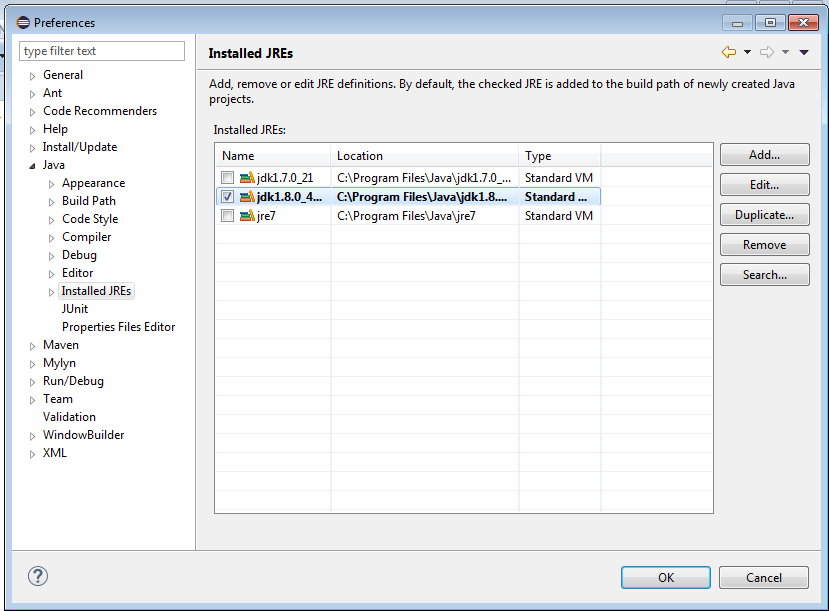 Preferences
type filter text
General
Ant
Code Recommenders
Help
Install/Update
Java
Appearance
Build Path
Code Style
Compiler
Debug
Editor
Installed JREs
JUnit
Properties Files Editor
Maven
Mylyn
Run/Debug
Team
Validation
WindowBuilder
XML
Installed JREs
Add, remove or edit JRE definitions. By default, the checked JRE is added to the build path of newly created Java
projects.
Installed JREs:
Name Location Type
jdk1.7.0_21 C:\Program Files\Java\jdk1.7.0_... Standard VM
jdk1.8.0_4... C:\Program Files\Java\jdk1.8.... Standard ...
jre7 C:\Program Files\Java\jre7 Standard VM
Add...
Edit...
Duplicate...
Remove
Search...
?
OK Cancel